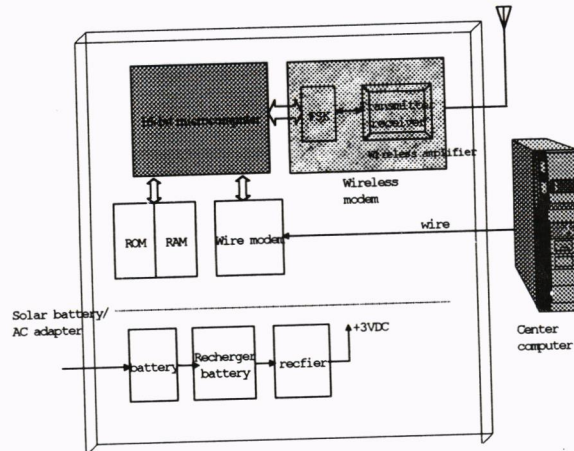 16-bit microcomputer
FSK
transmitter
receiver
Wireless amplifier
Wireless
modem
ROM
RAM
Wire modem
wire
Solar battery/
AC adapter
+3VDC
battery
Recherger
battery
recfier
Center
computer